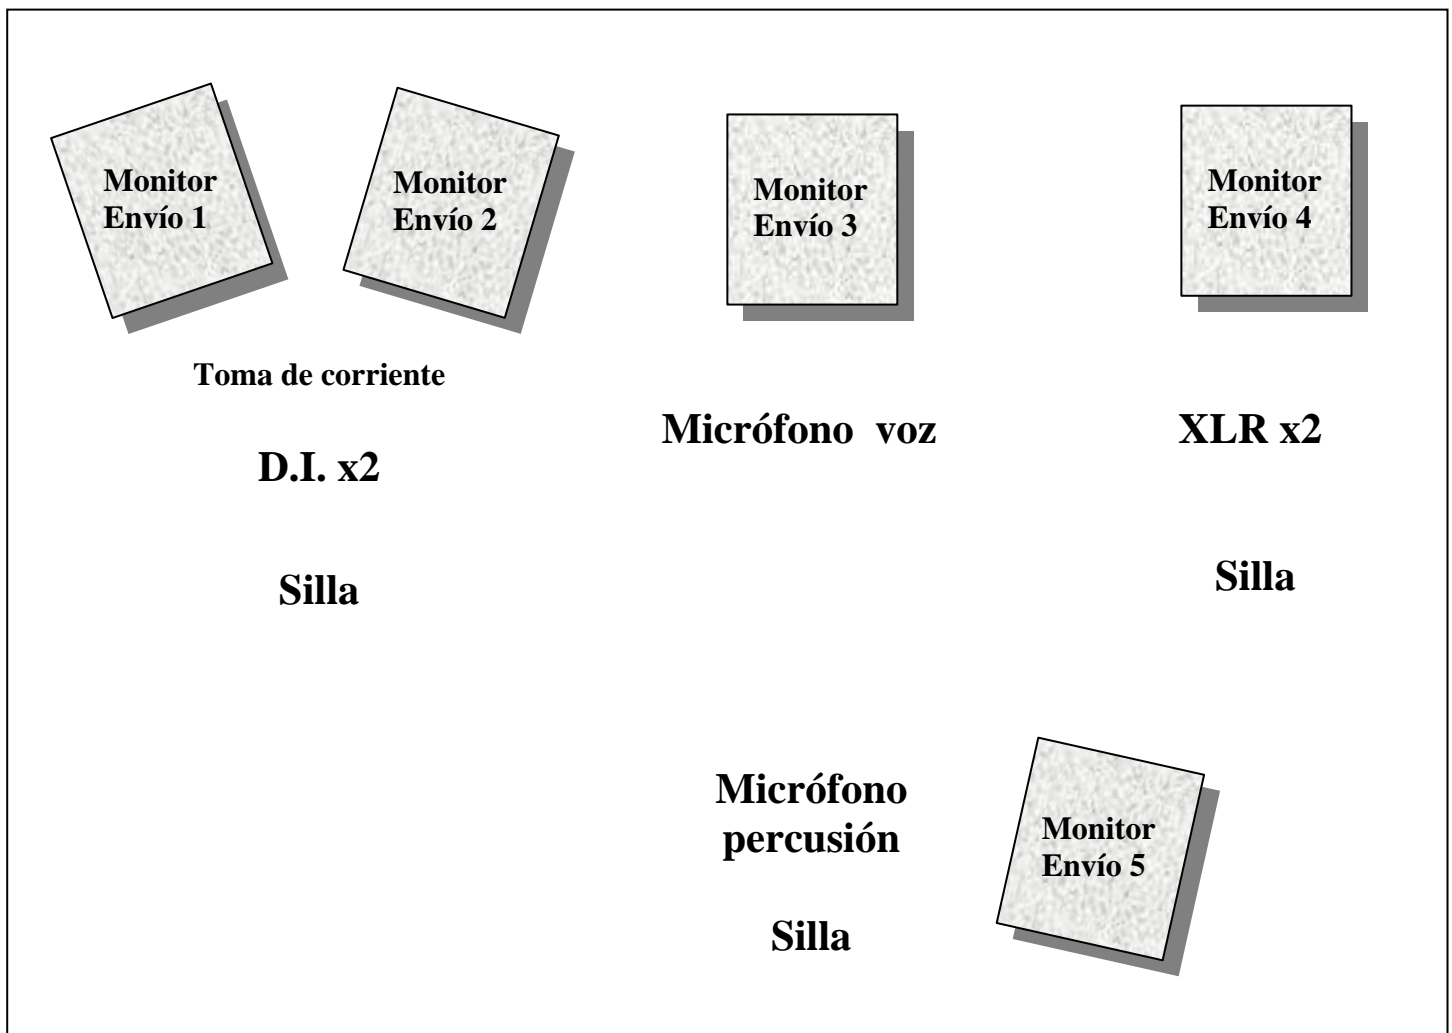 Monitor
Envío 1
Monitor
Envío 2
Monitor
Envío 3
Monitor
Envío 4
Toma de corriente
D.I. x2
Silla
Micrófono voz
XLR x2
Silla
Micrófono
percusión
Silla
Monitor
Envío 5